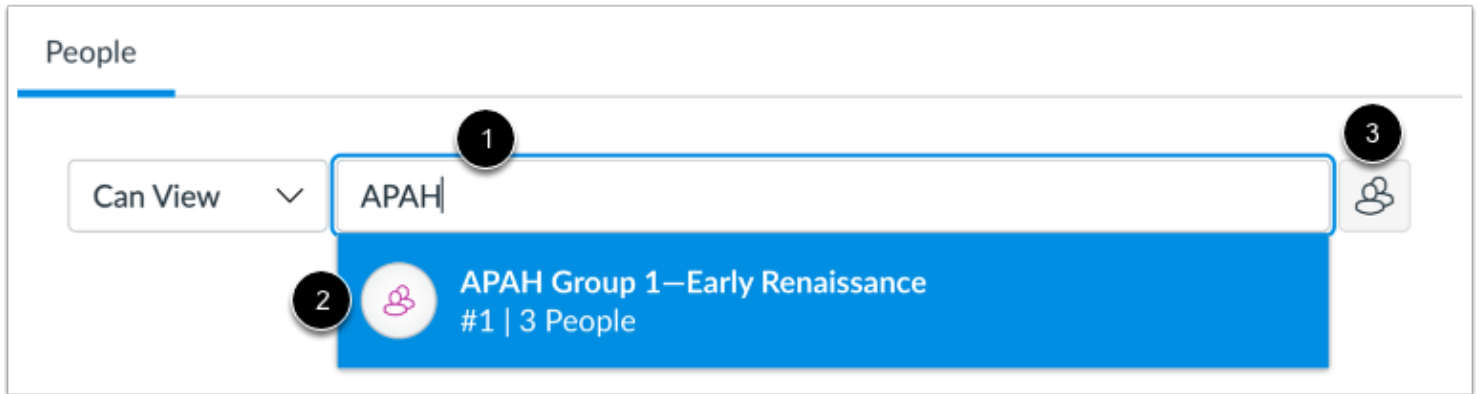 People
1
3
Can View
APAH
2
APAH Group 1—Early Renaissance
#1 | 3 People